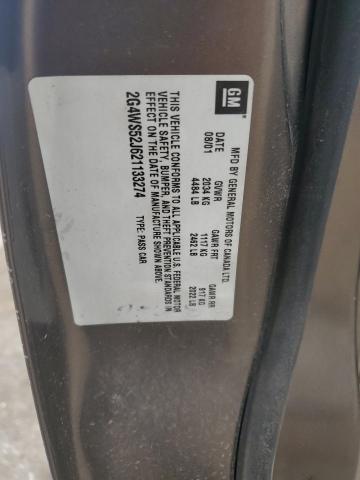 GM
MFD BY GENERAL MOTORS OF CANADA LTD.
DATE GVWR GAWR FRT GAWR RR
08/01 2034 KG 1117 KG 917 KG
4484 LB 2462 LB 2022 LB
THIS VEHICLE CONFORMS TO ALL APPLICABLE U.S. FEDERAL MOTOR
VEHICLE SAFETY, BUMPER, AND THEFT PREVENTION STANDARDS IN
EFFECT ON THE DATE OF MANUFACTURE SHOWN ABOVE.
2G4WS52J621133274 TYPE: PASS CAR